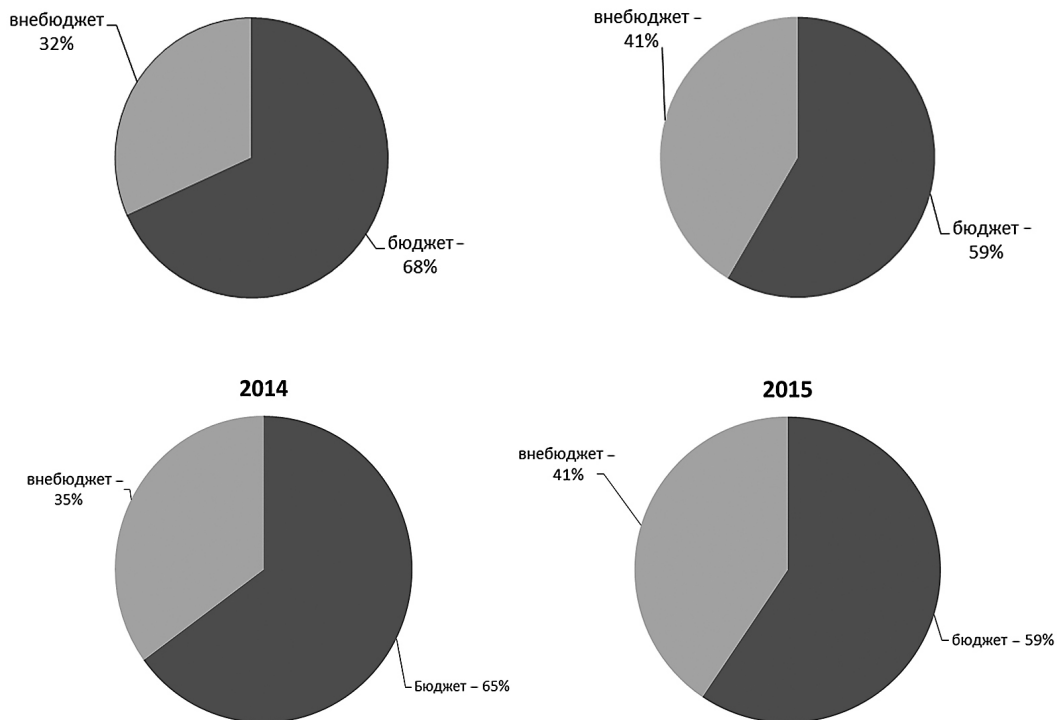 внебюджет
32%
бюджет –
68%
внебюджет –
41%
бюджет –
59%
2014
внебюджет –
35%
Бюджет – 65%
2015
внебюджет –
41%
бюджет – 59%